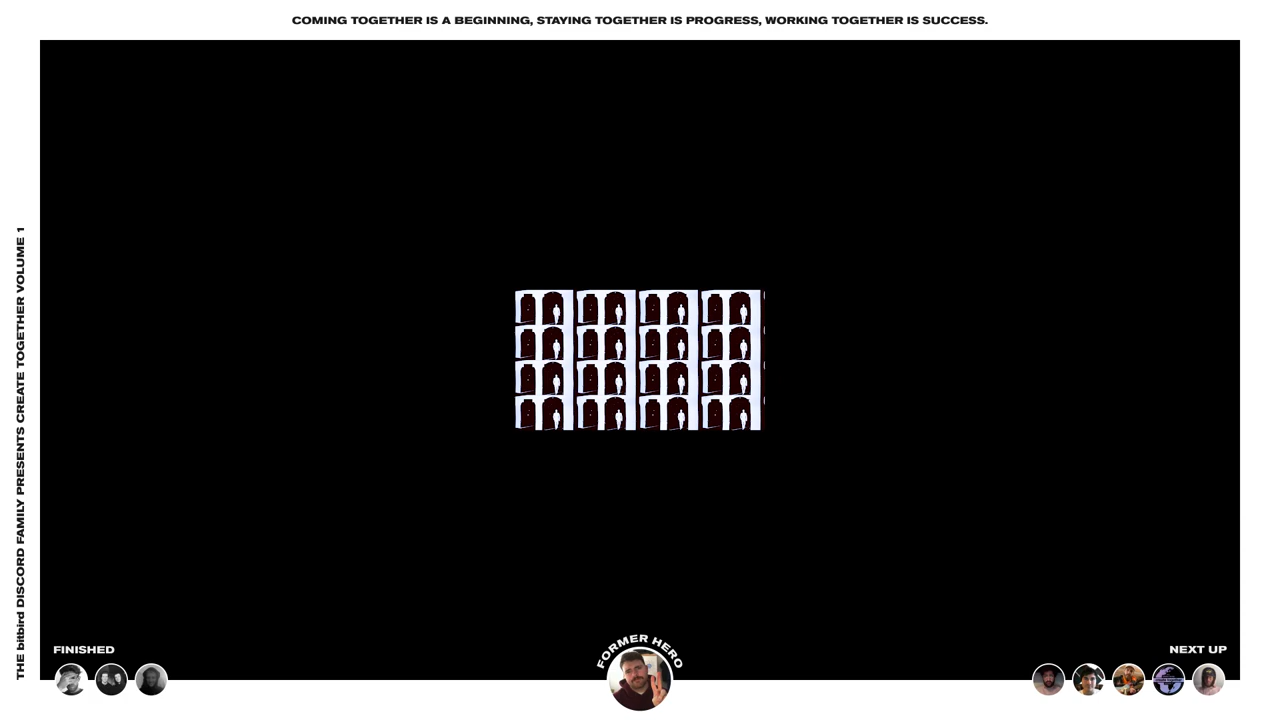 COMING TOGETHER IS A BEGINNING, STAYING TOGETHER IS PROGRESS, WORKING TOGETHER IS SUCCESS.
THE bitbird DISCORD FAMILY PRESENTS CREATE TOGETHER VOLUME 1
FINISHED
FORMER HERO
NEXT UP